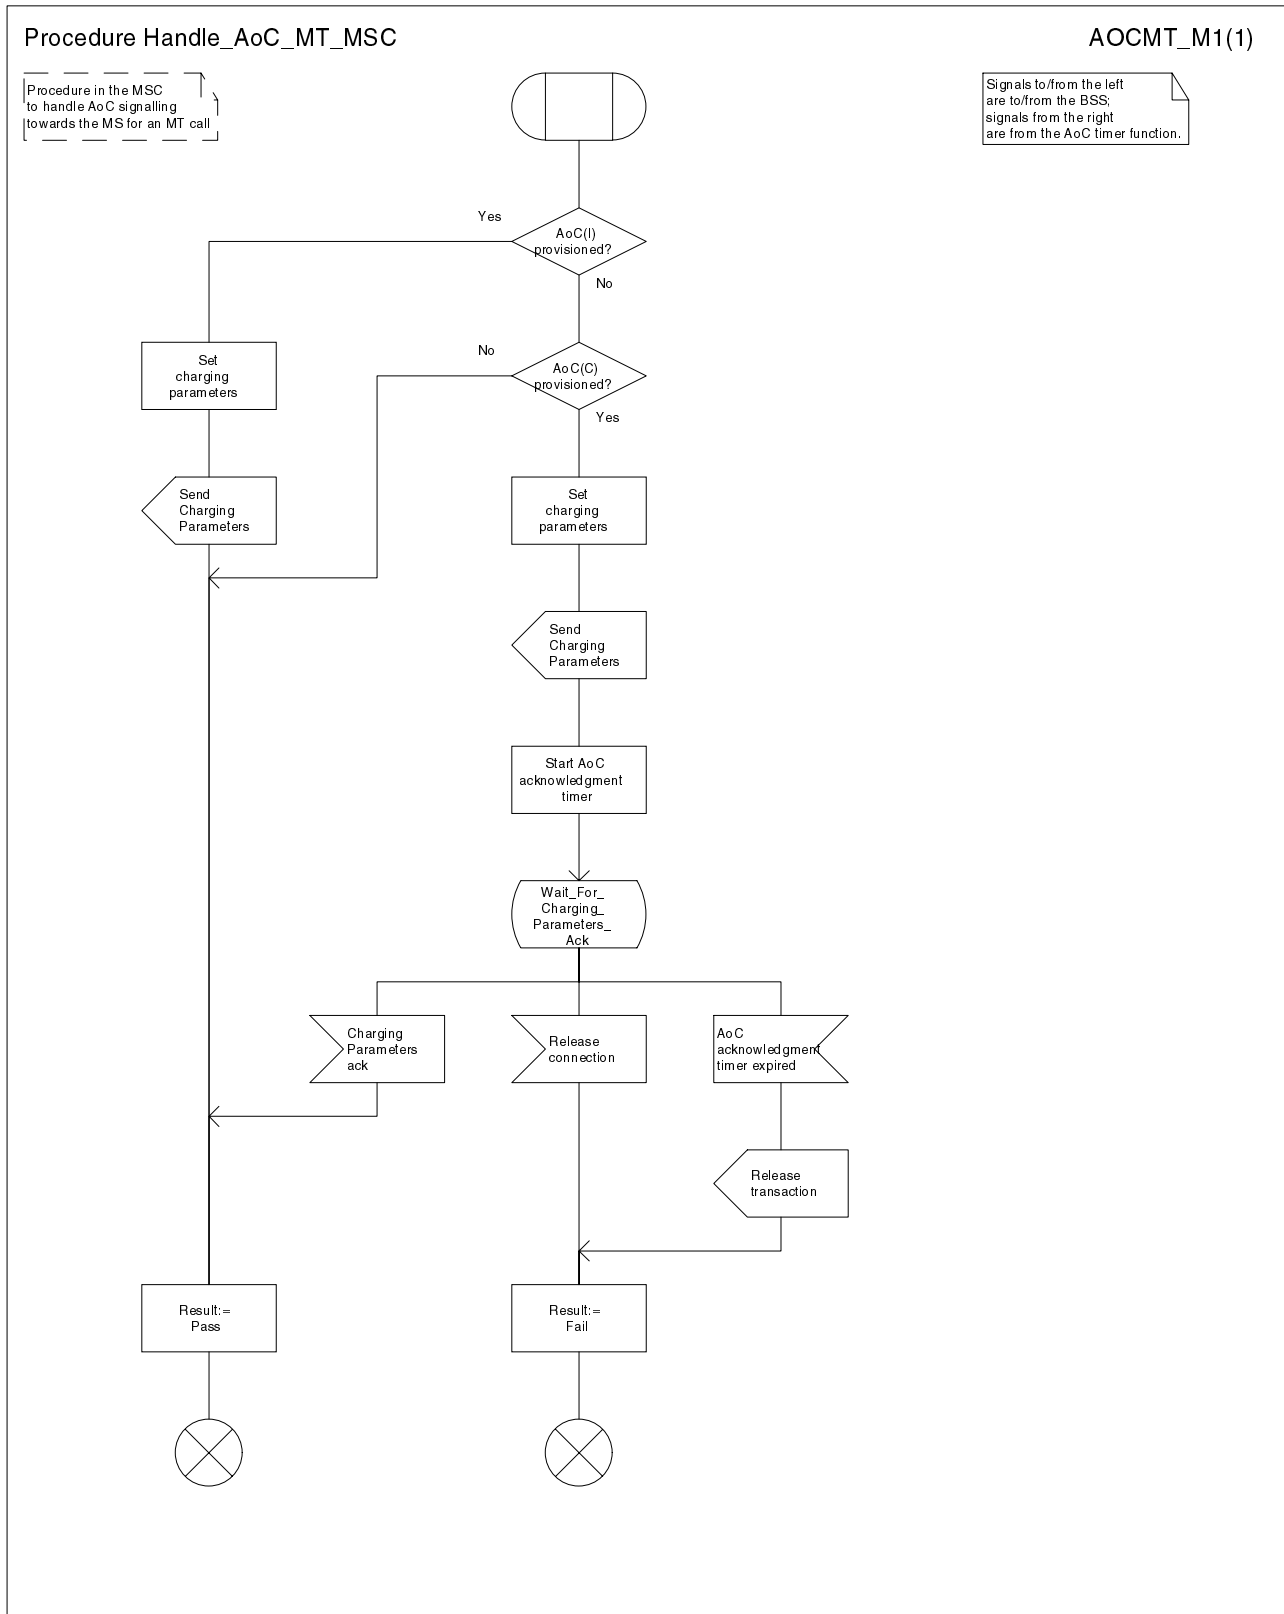 Procedure Handle_AoC_MT_MSC
AOCMT_M1(1)
Procedure in the MSC
to handle AoC signalling
towards the MS for an MT call
Signals to/from the left
are to/from the BSS;
signals from the right
are from the AoC timer function.
Yes
AoC(I)
provisioned?
No
No
AoC(C)
provisioned?
Yes
Set
charging
parameters
Send
Charging
Parameters
Set
charging
parameters
Send
Charging
Parameters
Start AoC
acknowledgment
timer
Wait_For_
Charging_
Parameters_
Ack
Charging
Parameters
ack
Release
connection
AoC
acknowledgment
timer expired
Release
transaction
Result:=
Pass
Result:=
Fail